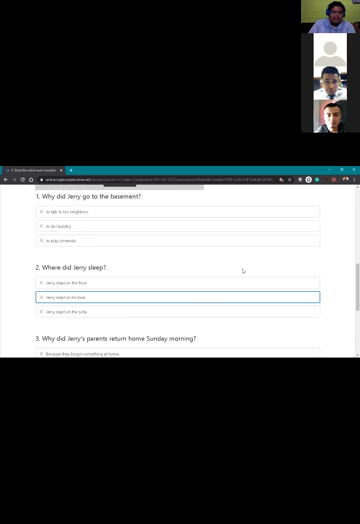 1. Why did Jerry go to the basement?
to talk to his neighbors.
to do laundry.
to play nintendo.
2. Where did Jerry sleep?
Jerry slept on the floor.
Jerry slept on his bed.
Jerry slept on the sofa.
3. Why did Jerry's parents return home Sunday morning?
Because they forgot something at home.